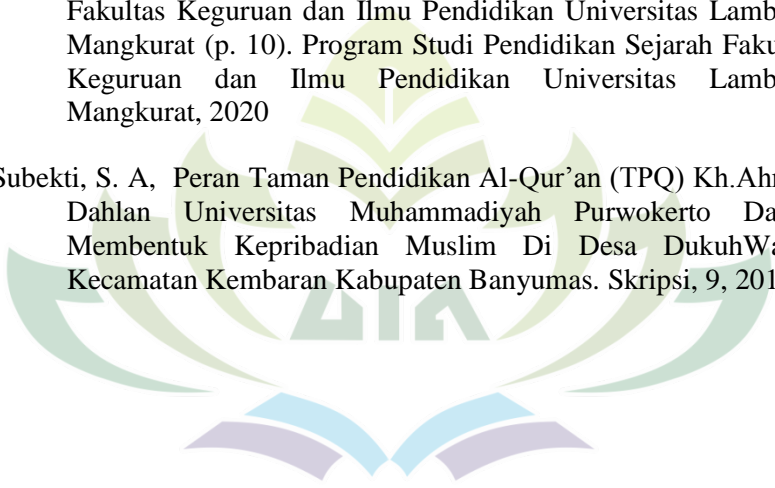 Fakultas Keguruan dan Ilmu Pendidikan Universitas Lamb
Mangkurat (p. 10). Program Studi Pendidikan Sejarah Faku
Keguruan dan Ilmu Pendidikan Universitas Lamb
Mangkurat, 2020
Subekti, S. A, Peran Taman Pendidikan Al-Qur’an (TPQ) Kh.Ahm
Dahlan Universitas Muhammadiyah Purwokerto Da
Membentuk Kepribadian Muslim Di Desa DukuhWa
Kecamatan Kembaran Kabupaten Banyumas. Skripsi, 9, 201